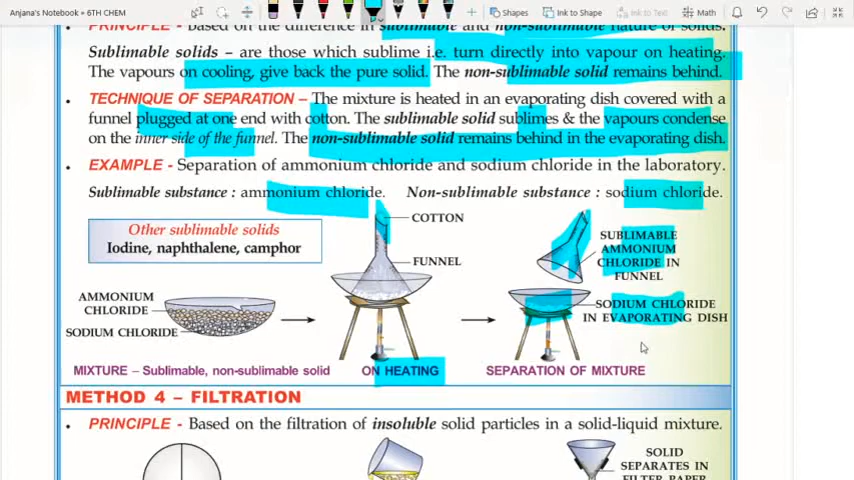 Anjana's Notebook » 6TH CHEM
Shapes Ink to Shape Ink to Text Math
PRINCIPLE - Based on the difference in sublimable and non-sublimable nature of solids.
Sublimable solids – are those which sublime i.e. turn directly into vapour on heating.
The vapours on cooling, give back the pure solid. The non-sublimable solid remains behind.
• TECHNIQUE OF SEPARATION – The mixture is heated in an evaporating dish covered with a
funnel plugged at one end with cotton. The sublimable solid sublimes & the vapours condense
on the inner side of the funnel. The non-sublimable solid remains behind in the evaporating dish.
• EXAMPLE - Separation of ammonium chloride and sodium chloride in the laboratory.
Sublimable substance : ammonium chloride. Non-sublimable substance : sodium chloride.
Other sublimable solids
Iodine, naphthalene, camphor
COTTON
FUNNEL
SUBLIMABLE
AMMONIUM
CHLORIDE IN
FUNNEL
AMMONIUM
CHLORIDE
SODIUM CHLORIDE
SODIUM CHLORIDE
IN EVAPORATING DISH
MIXTURE – Sublimable, non-sublimable solid
ON HEATING
SEPARATION OF MIXTURE
METHOD 4 – FILTRATION
• PRINCIPLE - Based on the filtration of insoluble solid particles in a solid-liquid mixture.
SOLID
SEPARATES IN
FILTER PAPER